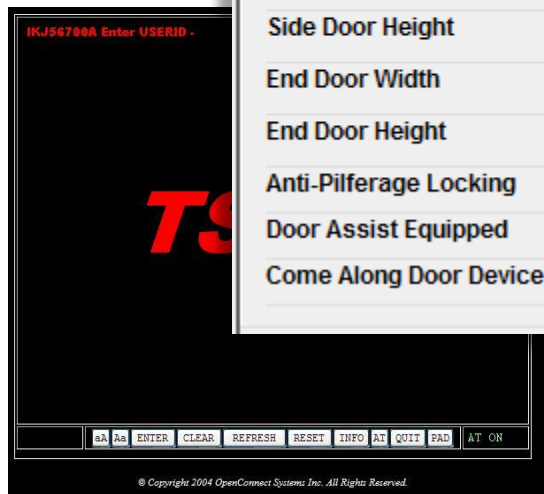 IKJ56700A Enter USERID -
Side Door Height
End Door Width
End Door Height
Anti-Pilferage Locking
Door Assist Equipped
Come Along Door Device
TS
aA Aa ENTER CLEAR REFRESH RESET INFO AT QUIT PAD AT ON
© Copyright 2004 OpenConnect Systems Inc. All Rights Reserved.